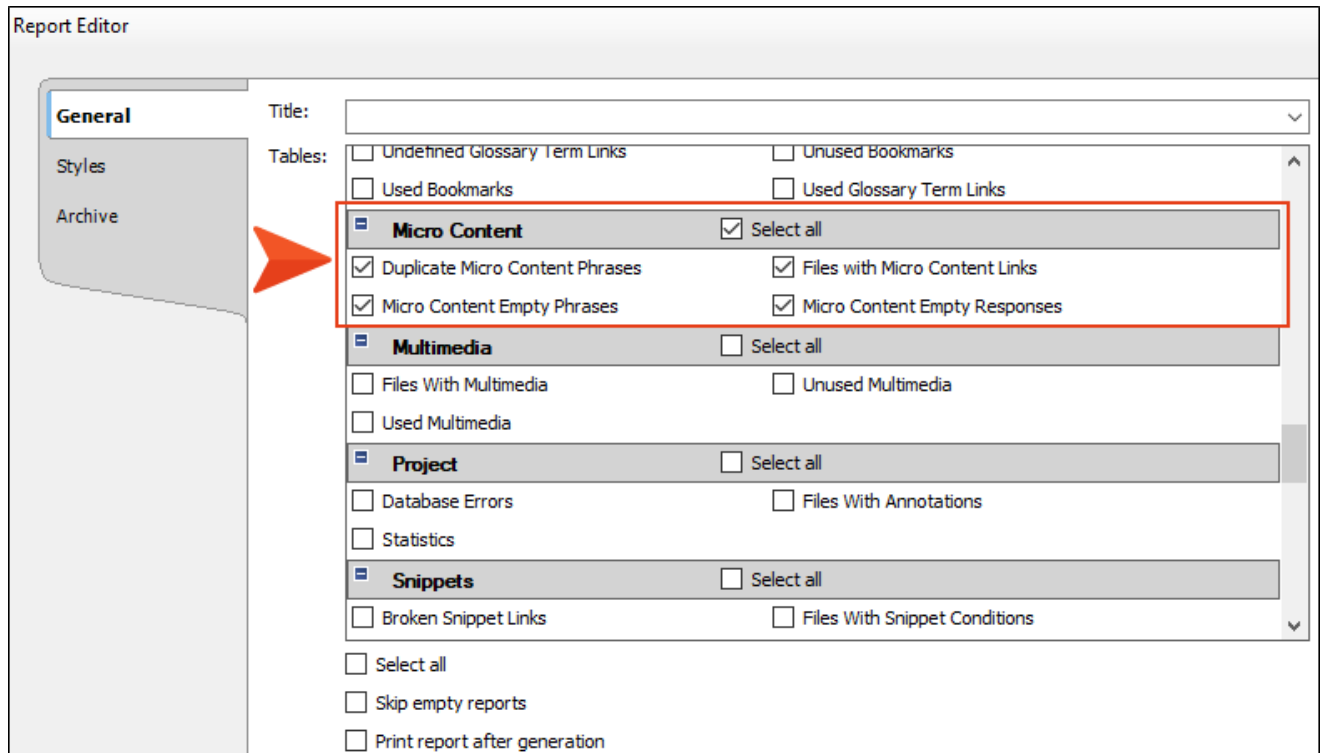 Report Editor
General
Styles
Archive
Title:
Tables:
Undefined Glossary Term Links Unused Bookmarks
Used Bookmarks Used Glossary Term Links
Micro Content Select all
Duplicate Micro Content Phrases Files with Micro Content Links
Micro Content Empty Phrases Micro Content Empty Responses
Multimedia Select all
Files With Multimedia Unused Multimedia
Used Multimedia
Project Select all
Database Errors Files With Annotations
Statistics
Snippets Select all
Broken Snippet Links Files With Snippet Conditions
Select all
Skip empty reports
Print report after generation